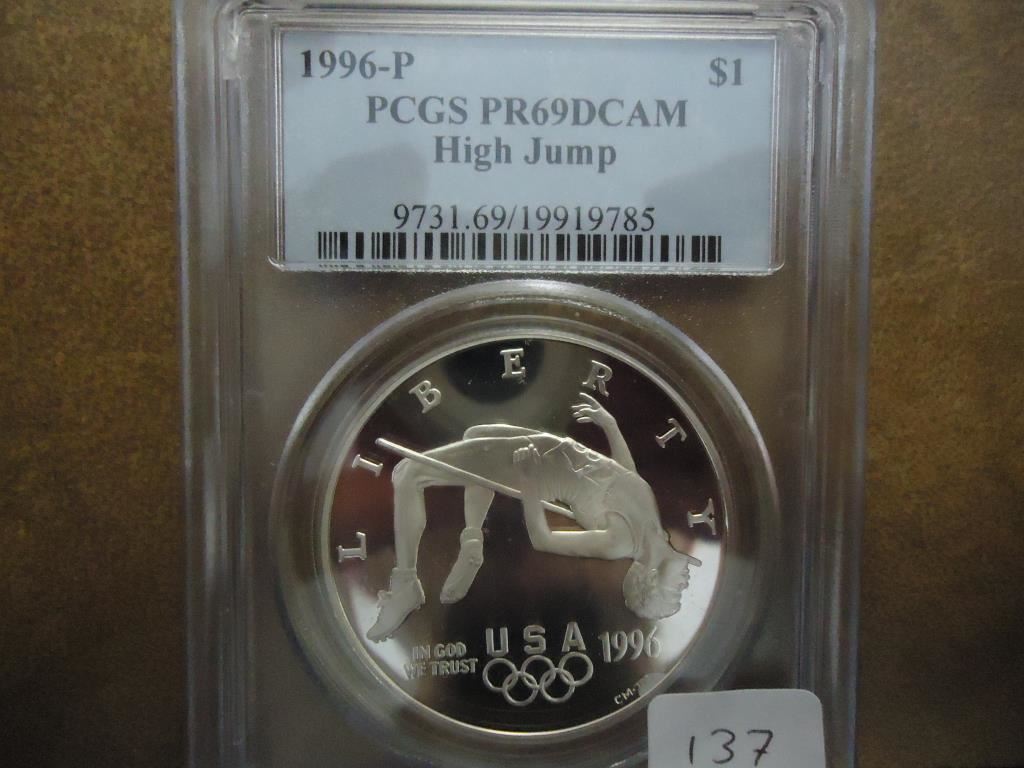 1996-P $1
PCGS PR69DCAM
High Jump
9731.69/19919785
LIBERTY
IN GOD
WE TRUST
USA
1996
137